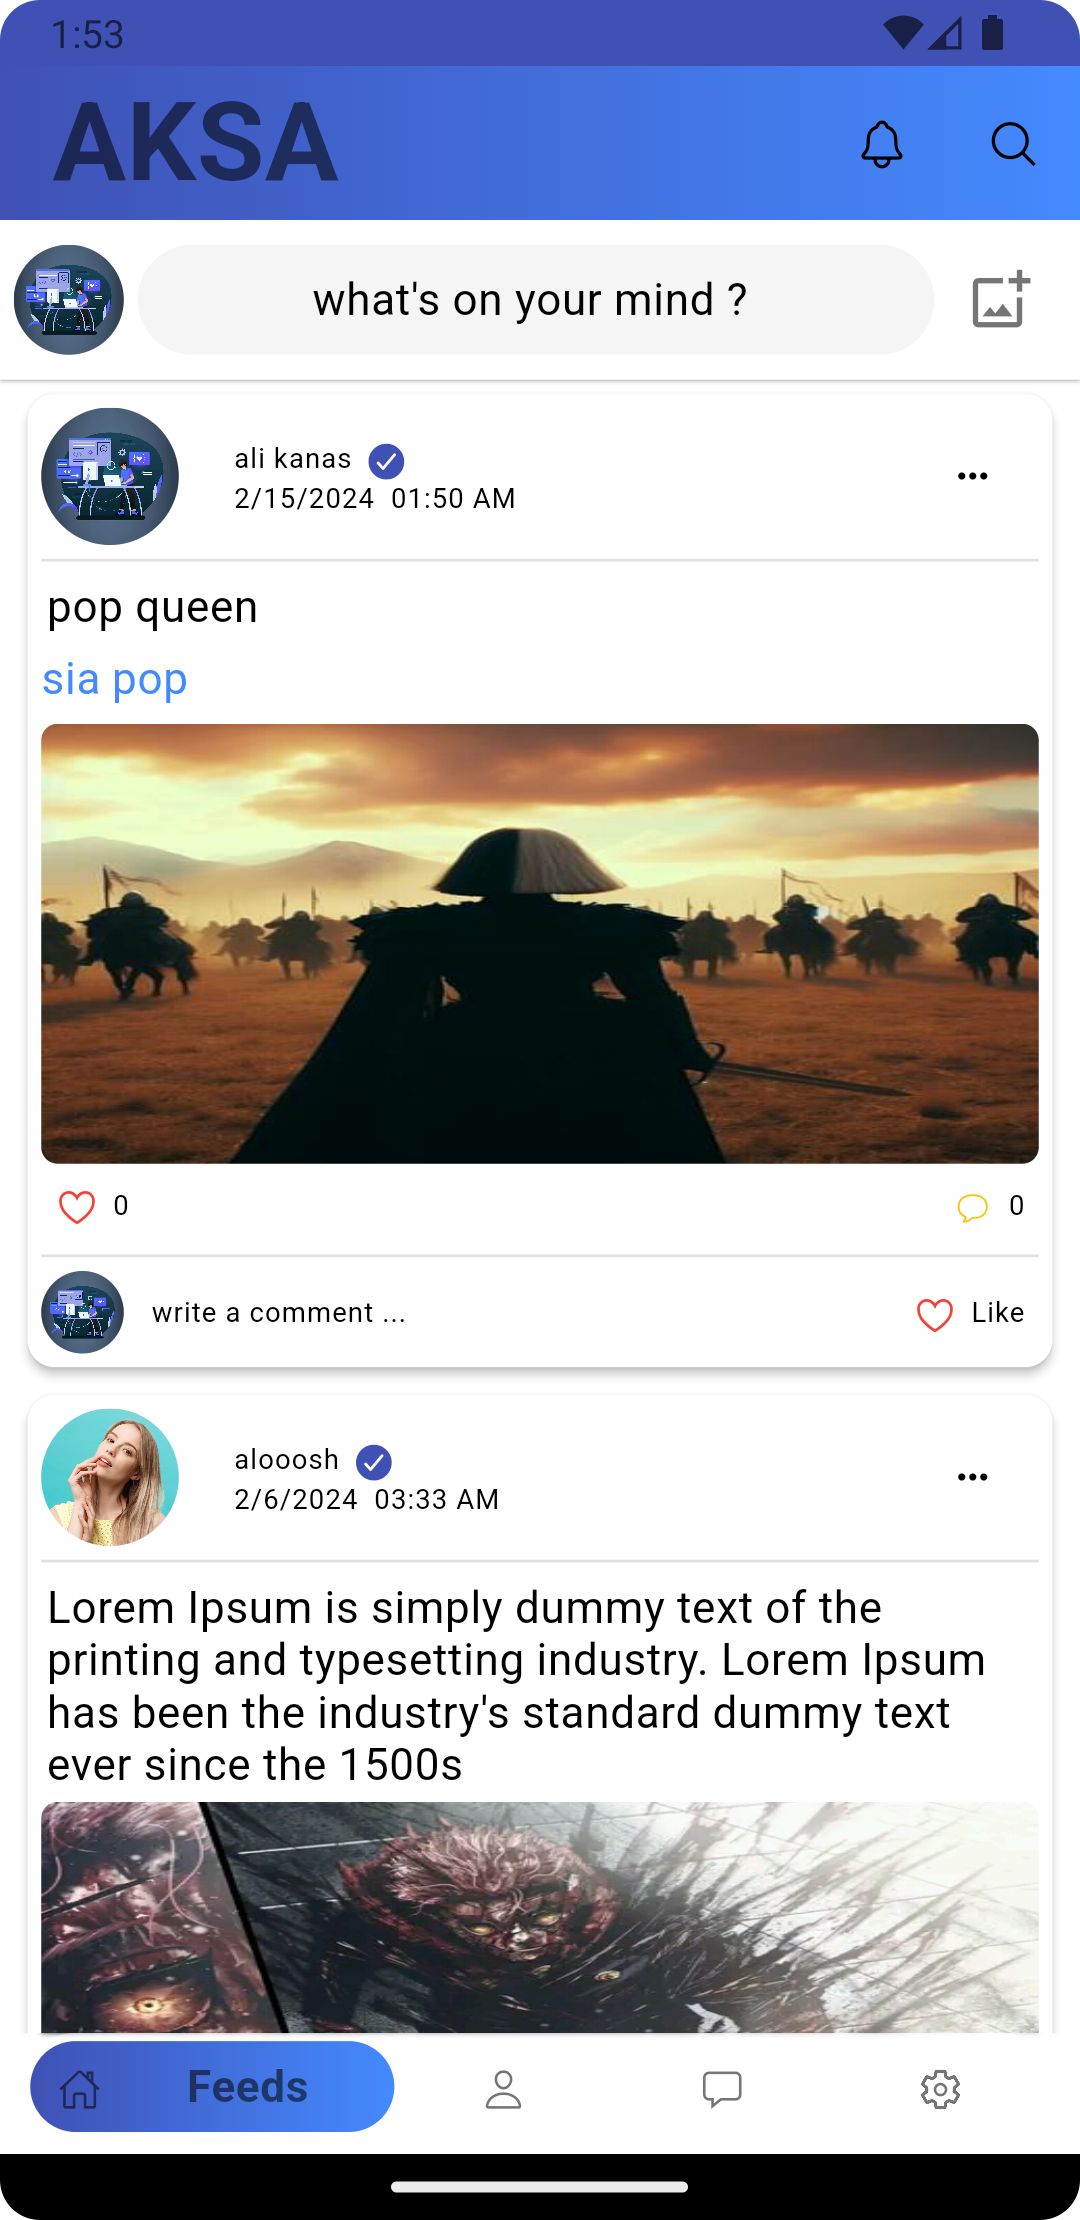 1:53
AKSA
what's on your mind ?
ali kanas
2/15/2024 01:50 AM
pop queen
sia pop
0
0
write a comment ...
Like
alooosh
2/6/2024 03:33 AM
Lorem Ipsum is simply dummy text of the
printing and typesetting industry. Lorem Ipsum
has been the industry's standard dummy text
ever since the 1500s
Feeds